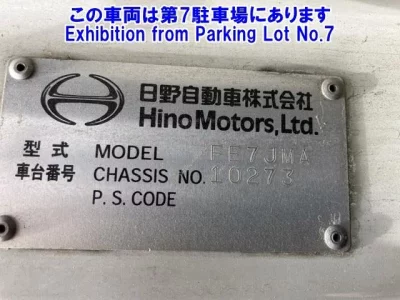 この車両は第7駐車場にあります
Exhibition from Parking Lot No.7
日野自動車株式会社
Hino Motors, Ltd.
型式 MODEL FE7JMA
車台番号 CHASSIS NO. 10273
P. S. CODE